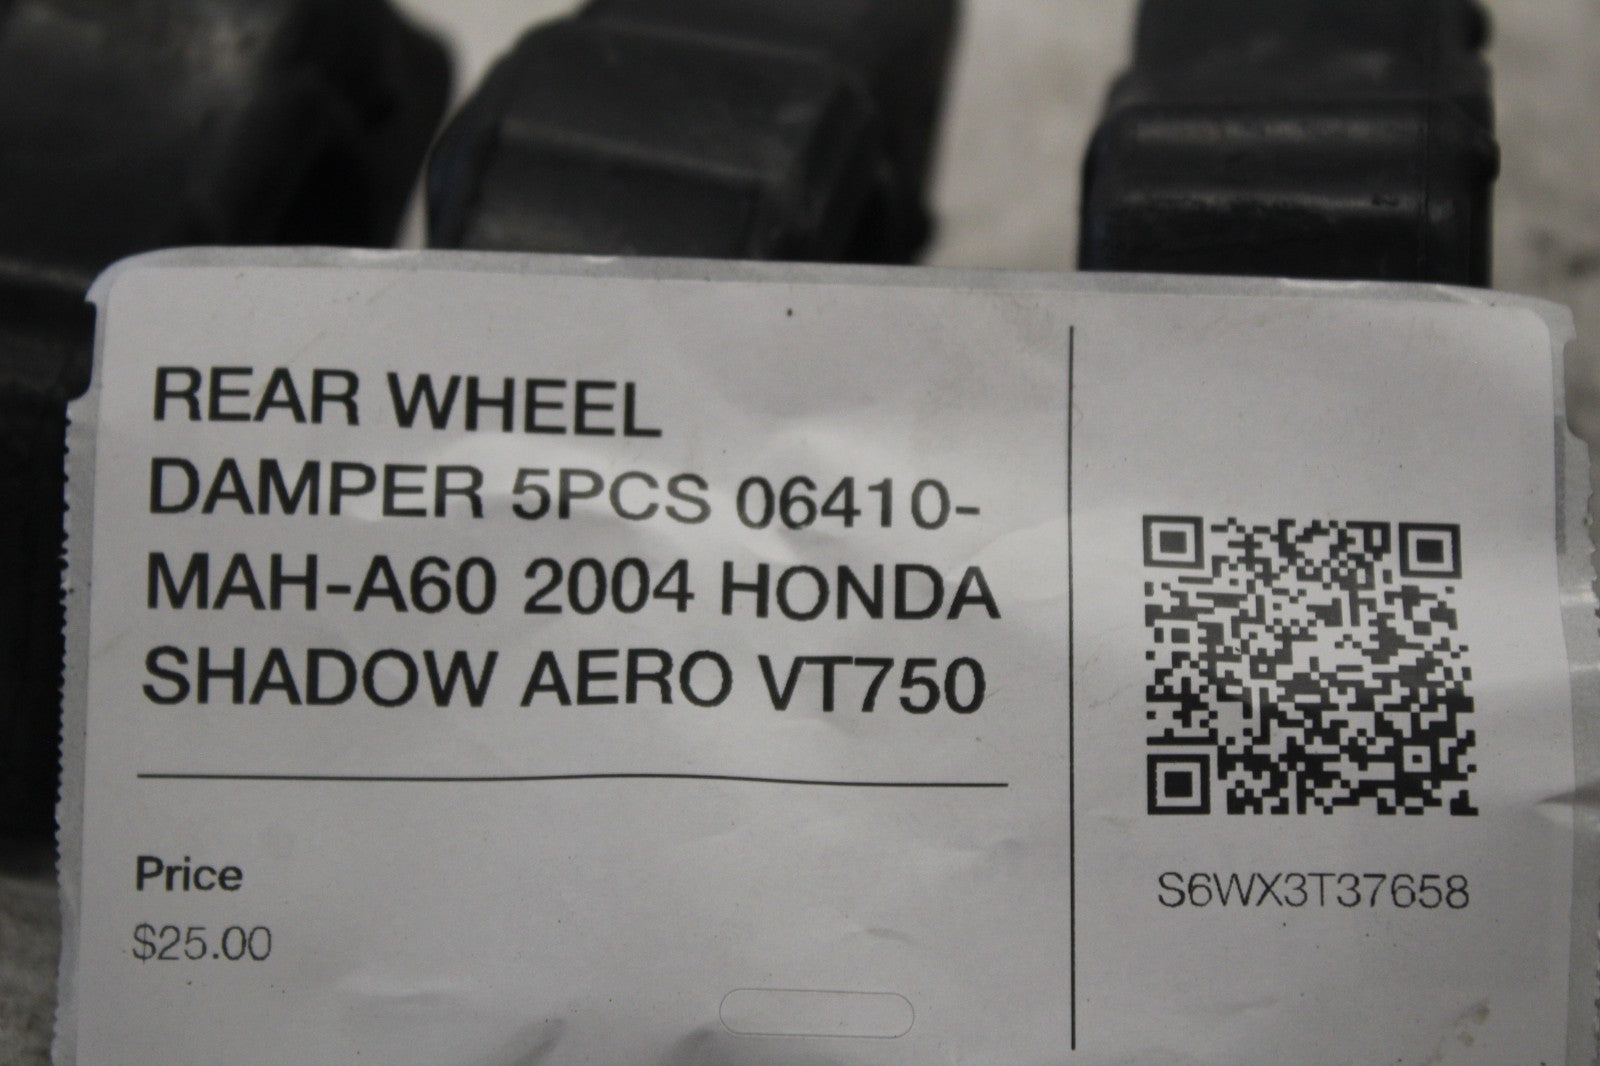 REAR WHEEL
DAMPER 5PCS 06410-
MAH-A60 2004 HONDA
SHADOW AERO VT750
Price
$25.00
S6WX3T37658